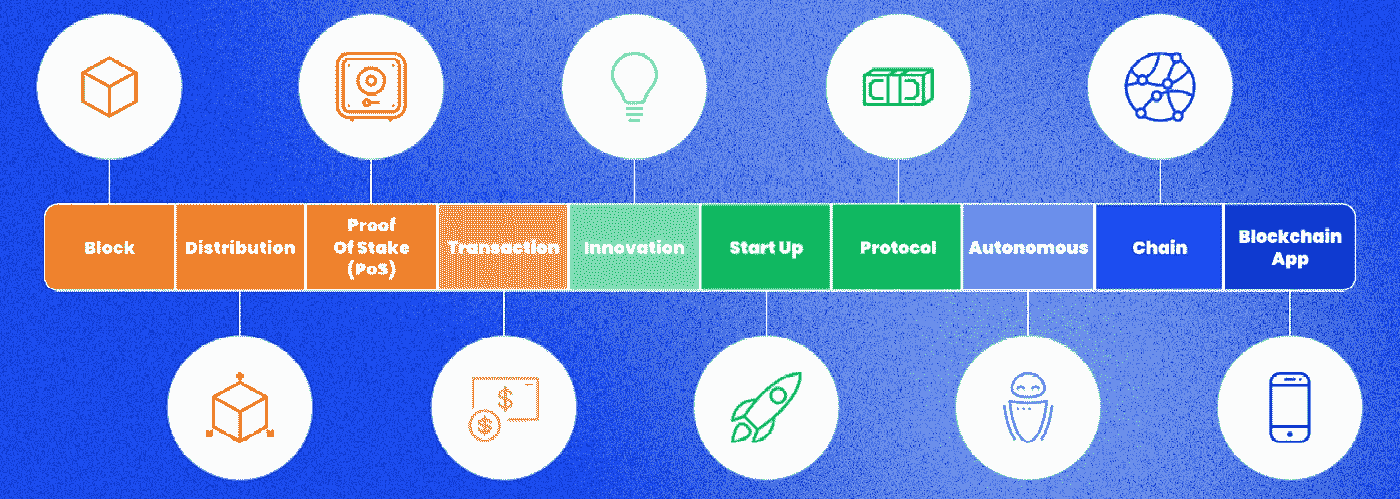 Block
Distribution
Proof
Of Stake
(PoS)
Transaction
Innovation
Start Up
Protocol
Autonomous
Chain
Blockchain
App
$
$